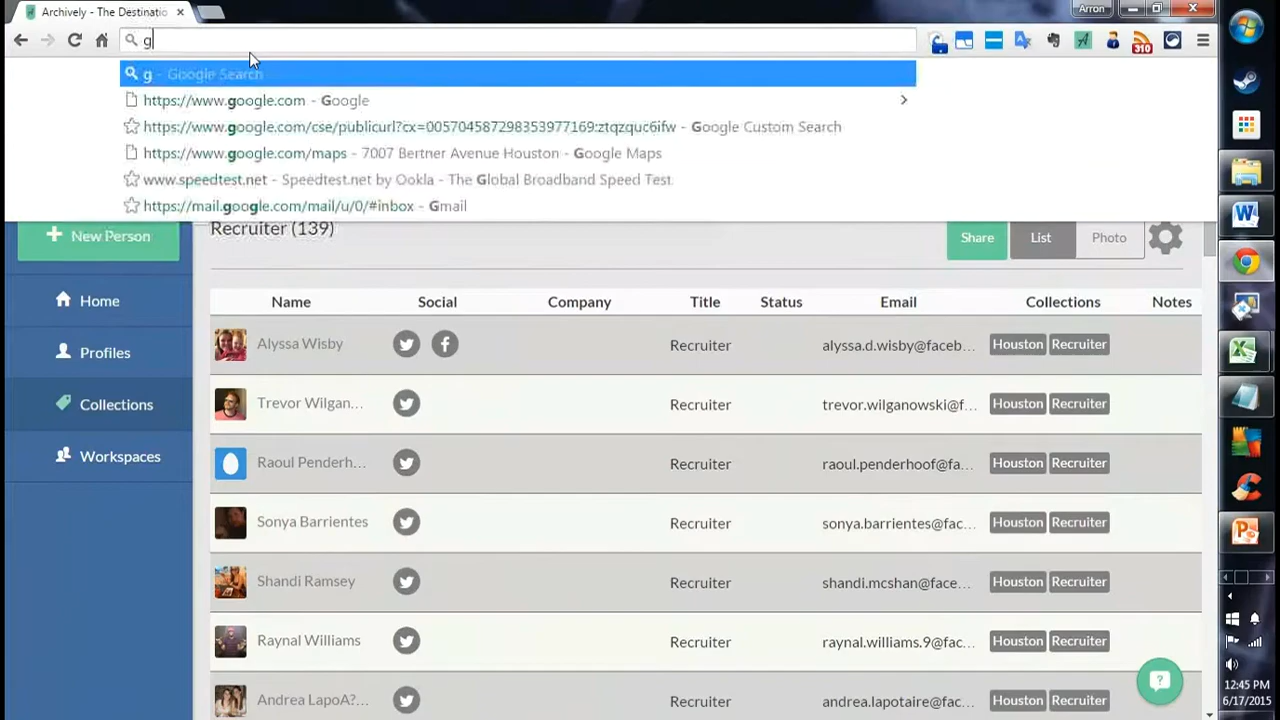 Archively - The Destinatio
Arron
g
g - Google Search
https://www.google.com - Google
https://www.google.com/cse/publicurl?cx=005704587298353977169:ztqzquc6ifw - Google Custom Search
https://www.google.com/maps - 7007 Bertner Avenue Houston - Google Maps
www.speedtest.net - Speedtest.net by Ookla - The Global Broadband Speed Test
https://mail.google.com/mail/u/0/#inbox - Gmail
310
+ New Person
Home
Profiles
Collections
Workspaces
Recruiter (139)
Share List Photo
Name Social Company Title Status Email Collections Notes
Alyssa Wisby Recruiter alyssa.d.wisby@faceb... Houston Recruiter
Trevor Wilgan... Recruiter trevor.wilganowski@f... Houston Recruiter
Raoul Penderh... Recruiter raoul.penderhoof@fa... Houston Recruiter
Sonya Barrientes Recruiter sonya.barrientes@fac... Houston Recruiter
Shandi Ramsey Recruiter shandi.mcshan@face... Houston Recruiter
Raynal Williams Recruiter raynal.williams.9@fac... Houston Recruiter
Andrea LapoA?... Recruiter andrea.lapotaire@fac... Houston Recruiter
12:45 PM
6/17/2015